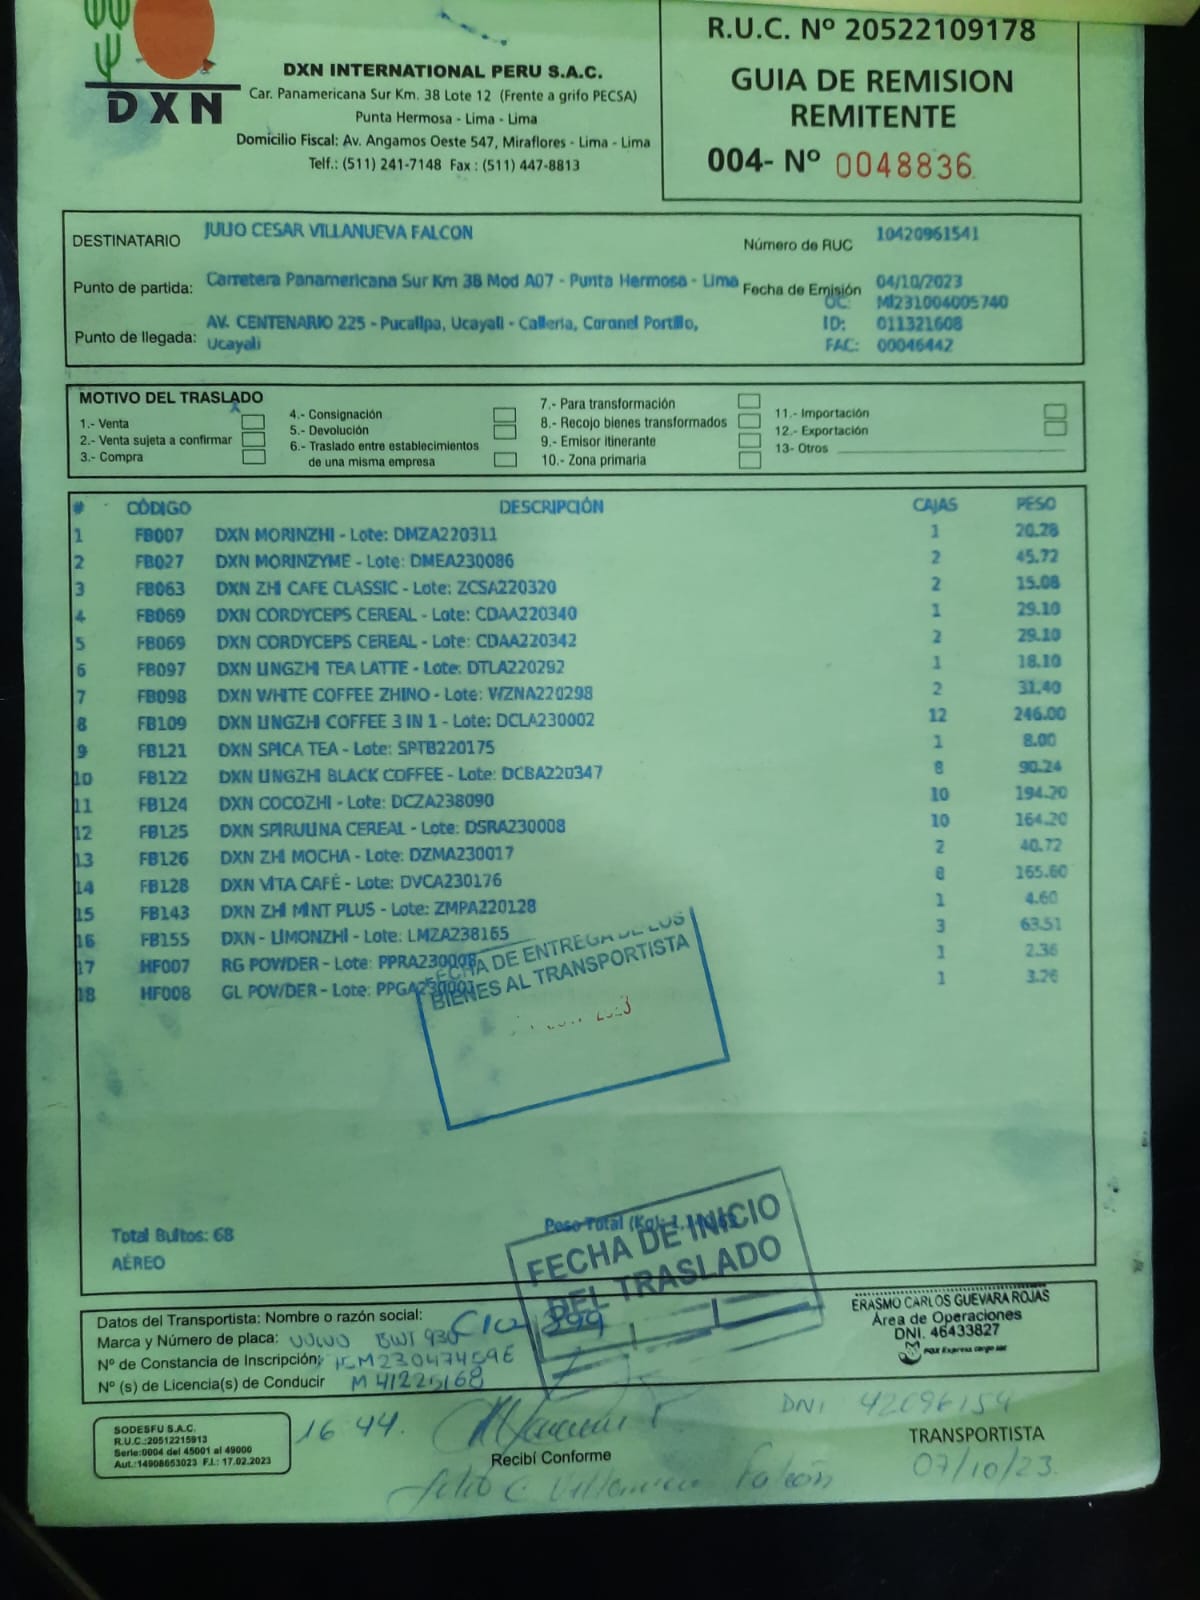 R.U.C. Nº 20522109178
GUIA DE REMISION
REMITENTE
004- Nº 0048836
DXN
DXN INTERNATIONAL PERU S.A.C.
Car. Panamericana Sur Km. 38 Lote 12 (Frente a grifo PECSA)
Punta Hermosa - Lima - Lima
Domicilio Fiscal: Av. Angamos Oeste 547, Miraflores - Lima - Lima
Telf.: (511) 241-7148 Fax : (511) 447-8813
DESTINATARIO JULIO CESAR VILLANUEVA FALCON Número de RUC 10420961541
Punto de partida: Carretera Panamericana Sur Km 38 Mod A07 - Punta Hermosa - Lima Fecha de Emisión 04/10/2023
OC: MI231004005740
Punto de llegada: AV. CENTENARIO 225 - Pucallpa, Ucayali - Calleria, Coronel Portillo, ID: 011321608
Ucayali FAC: 00046442
MOTIVO DEL TRASLADO
1.- Venta
2.- Venta sujeta a confirmar
3.- Compra
4.- Consignación
5.- Devolución
6.- Traslado entre establecimientos
de una misma empresa
7.- Para transformación
8.- Recojo bienes transformados
9.- Emisor itinerante
10.- Zona primaria
11.- Importación
12.- Exportación
13- Otros
# CÓDIGO DESCRIPCIÓN CAJAS PESO
1 FB007 DXN MORINZHI - Lote: DMZA220311 1 20.28
2 FB027 DXN MORINZYME - Lote: DMEA230086 2 45.72
3 FB063 DXN ZHI CAFE CLASSIC - Lote: ZCSA220320 2 15.08
4 FB069 DXN CORDYCEPS CEREAL - Lote: CDAA220340 1 29.10
5 FB069 DXN CORDYCEPS CEREAL - Lote: CDAA220342 2 29.10
6 FB097 DXN LINGZHI TEA LATTE - Lote: DTLA220292 1 18.10
7 FB098 DXN WHITE COFFEE ZHINO - Lote: WZNA220298 2 31.40
8 FB109 DXN LINGZHI COFFEE 3 IN 1 - Lote: DCLA230002 12 246.00
9 FB121 DXN SPICA TEA - Lote: SPTB220175 1 8.00
10 FB122 DXN LINGZHI BLACK COFFEE - Lote: DCBA220347 8 90.24
11 FB124 DXN COCOZHI - Lote: DCZA238090 10 194.20
12 FB125 DXN SPIRULINA CEREAL - Lote: DSRA230008 10 164.20
13 FB126 DXN ZHI MOCHA - Lote: DZMA230017 2 40.72
14 FB128 DXN VITA CAFÉ - Lote: DVCA230176 8 165.60
15 FB143 DXN ZHI MINT PLUS - Lote: ZMPA220128 1 4.60
16 FB155 DXN - LIMONZHI - Lote: LMZA238165 3 63.51
17 HF007 RG POWDER - Lote: 1 2.36
18 HF008 GL POWDER - Lote: 1 3.26
FECHA DE ENTREGA DE LOS
BIENES AL TRANSPORTISTA
Total Bultos: 68 Peso Total (Kg):
AÉREO
FECHA DE INICIO
DEL TRASLADO
Datos del Transportista: Nombre o razón social:
Marca y Número de placa: VOLVO BWT 930
Nº de Constancia de Inscripción:
Nº (s) de Licencia(s) de Conducir M41225168
ERASMO CARLOS GUEVARA ROJAS
Área de Operaciones
DNI. 46433827
SODESFU S.A.C.
R.U.C.:20512215913
Serie:0004 del 45001 al 49000
Aut.:14908653023 F.I.: 17.02.2023
16 44.
DNI 42096154
Recibí Conforme
TRANSPORTISTA
Julio C Villanueva Falcón
07/10/23